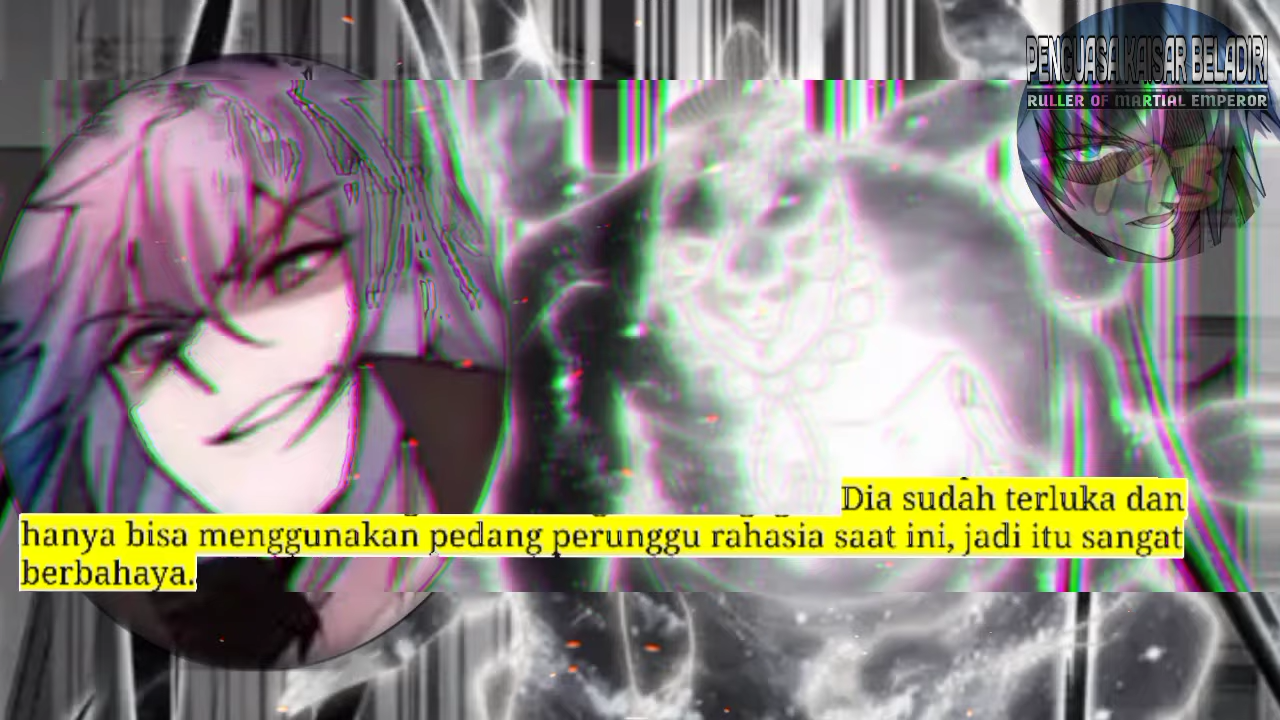 PENGUASA KAISAR BELADIRI
RULLER OF MARTIAL EMPEROR
Dia sudah terluka dan
hanya bisa menggunakan pedang perunggu rahasia saat ini, jadi itu sangat
berbahaya.